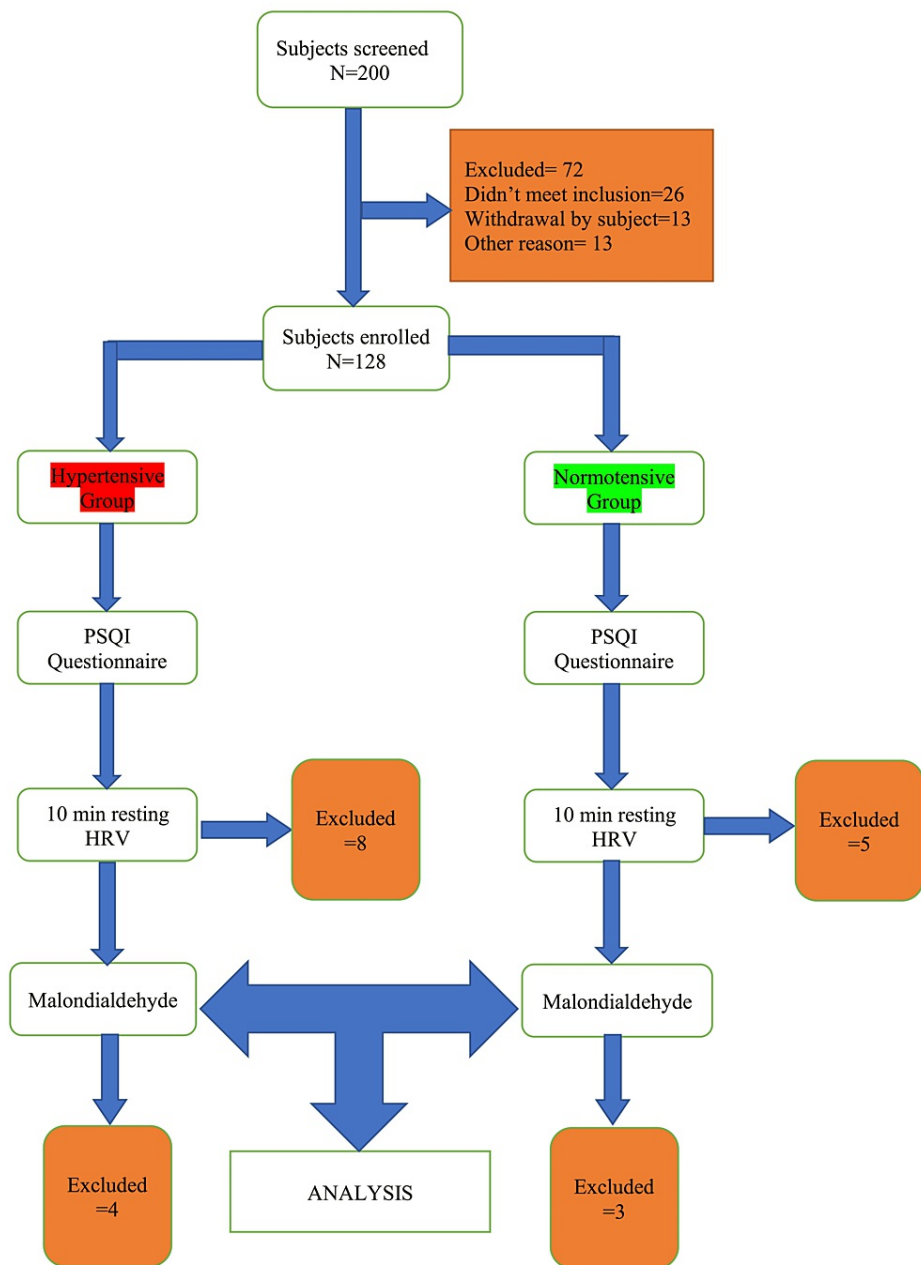 Subjects screened
N=200
Excluded= 72
Didn’t meet inclusion=26
Withdrawal by subject=13
Other reason= 13
Subjects enrolled
N=128
Hypertensive
Group
Normotensive
Group
PSQI
Questionnaire
PSQI
Questionnaire
10 min resting
HRV
Excluded
=8
10 min resting
HRV
Excluded
=5
Malondialdehyde
Malondialdehyde
Excluded
=4
ANALYSIS
Excluded
=3